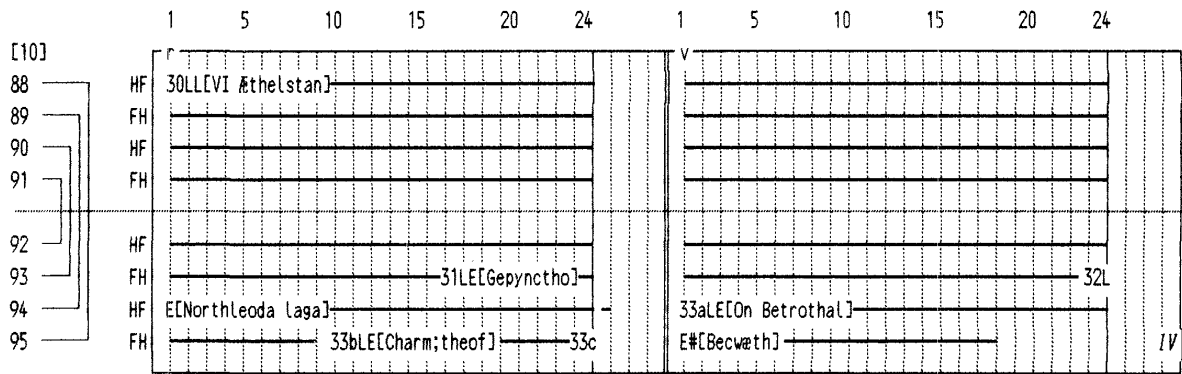 1 5 10 15 20 24 1 5 10 15 20 24
[10] r v
88 HF 30LL[VI Æthelstan]
89 FH
90 HF
91 FH
92 HF
93 FH 31LE[Gepynctho] 32L
94 HF E[Northleoda laga] 33aLE[On Betrothal]
95 FH 33bLE[Charm;theof] 33c E#[Becwæth] IV